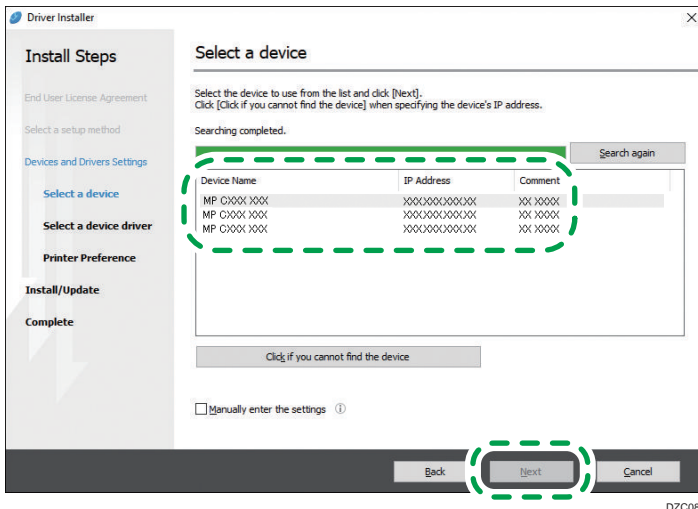 Driver Installer
Install Steps
End User License Agreement
Select a setup method
Devices and Drivers Settings
Select a device
Select a device driver
Printer Preference
Install/Update
Complete
Select a device
Select the device to use from the list and click [Next].
Click [Click if you cannot find the device] when specifying the device's IP address.
Searching completed.
Search again
Device Name IP Address Comment
MP CXXX XXX XXX.XXX.XXX.XX XX XXXX
MP CXXX XXX XXX.XXX.XXX.XX XX XXXX
MP CXXX XXX XXX.XXX.XXX.XX XX XXXX
Click if you cannot find the device
Manually enter the settings
Back Next Cancel